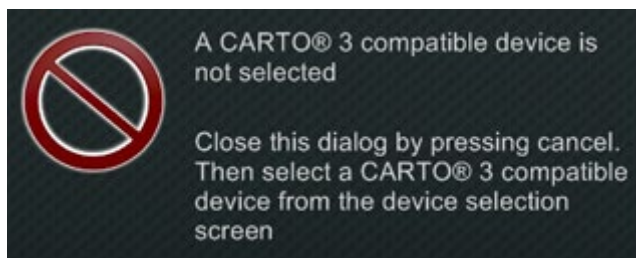 A CARTO® 3 compatible device is
not selected
Close this dialog by pressing cancel.
Then select a CARTO® 3 compatible
device from the device selection
screen